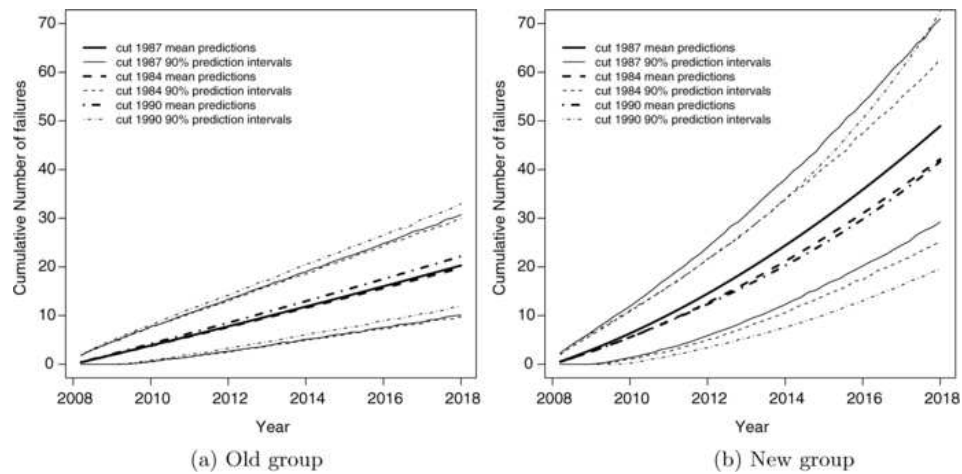 70
60
50
40
30
20
10
0
Cumulative Number of failures
cut 1987 mean predictions
cut 1987 90% prediction intervals
cut 1984 mean predictions
cut 1984 90% prediction intervals
cut 1990 mean predictions
cut 1990 90% prediction intervals
2008 2010 2012 2014 2016 2018
Year
(a) Old group
70
60
50
40
30
20
10
0
Cumulative Number of failures
cut 1987 mean predictions
cut 1987 90% prediction intervals
cut 1984 mean predictions
cut 1984 90% prediction intervals
cut 1990 mean predictions
cut 1990 90% prediction intervals
2008 2010 2012 2014 2016 2018
Year
(b) New group